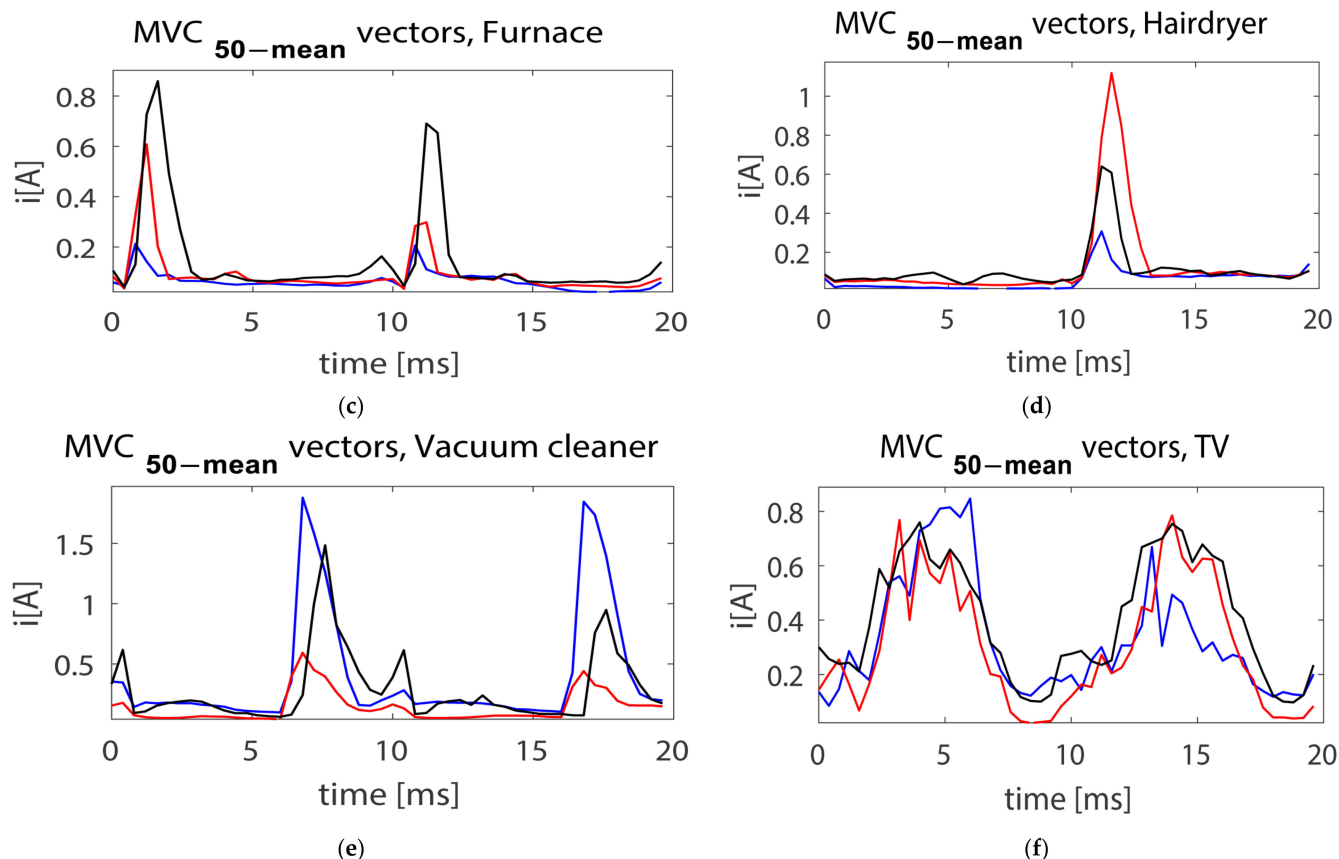 MVC 50−mean vectors, Furnace
i[A]
0.8
0.6
0.4
0.2
0 5 10 15 20
time [ms]
(c)
MVC 50−mean vectors, Hairdryer
i[A]
1
0.8
0.6
0.4
0.2
0 5 10 15 20
time [ms]
(d)
MVC 50−mean vectors, Vacuum cleaner
i[A]
1.5
1
0.5
0 5 10 15 20
time [ms]
(e)
MVC 50−mean vectors, TV
i[A]
0.8
0.6
0.4
0.2
0 5 10 15 20
time [ms]
(f)